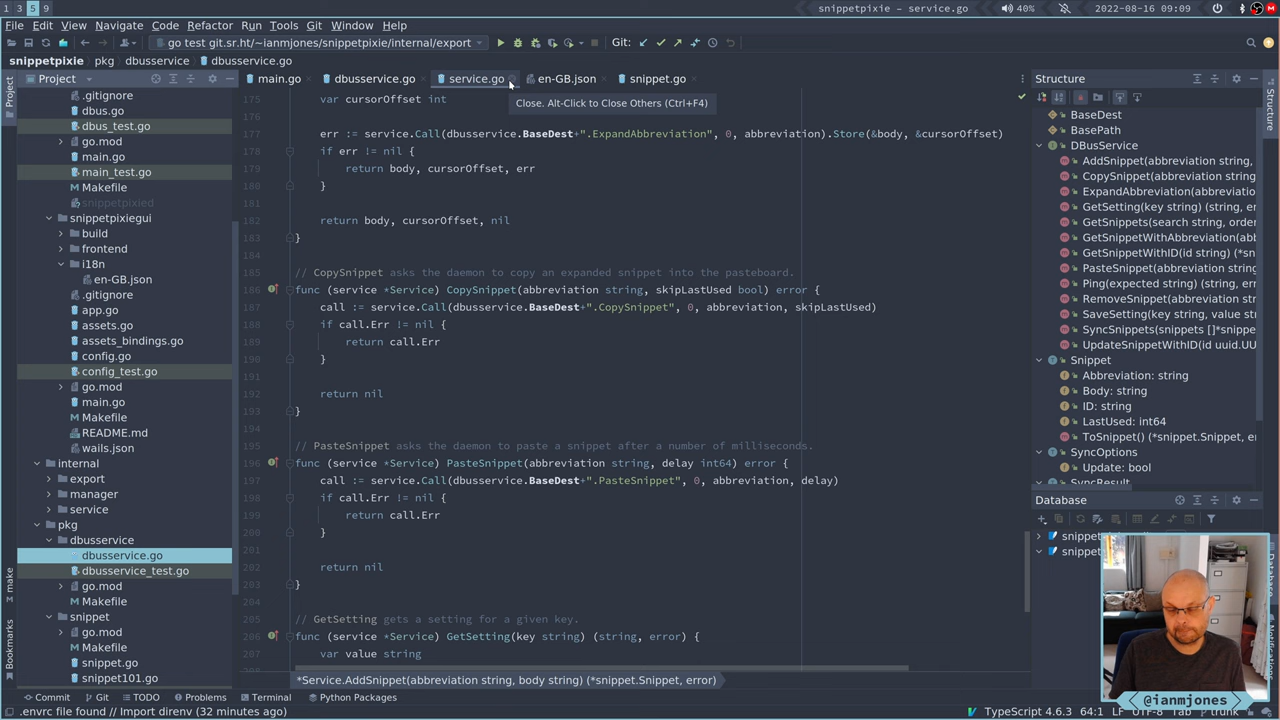 1 3 5 9
snippetpixie – service.go
40%
2022-08-16 09:09
File Edit View Navigate Code Refactor Run Tools Git Window Help
go test git.sr.ht/~ianmjones/snippetpixie/internal/export
Git:
snippetpixie pkg dbusservice dbusservice.go
Project
main.go
dbusservice.go
service.go
en-GB.json
snippet.go
Structure
Close. Alt-Click to Close Others (Ctrl+F4)
.gitignore
dbus.go
dbus_test.go
go.mod
main.go
main_test.go
Makefile
snippetpixied
snippetpixiegui
build
frontend
i18n
en-GB.json
.gitignore
app.go
assets.go
assets_bindings.go
config.go
config_test.go
go.mod
main.go
Makefile
README.md
wails.json
internal
export
manager
service
pkg
dbusservice
dbusservice.go
dbusservice_test.go
go.mod
Makefile
snippet
go.mod
Makefile
snippet.go
snippet101.go
175 var cursorOffset int
176
177 err := service.Call(dbusservice.BaseDest+".ExpandAbbreviation", 0, abbreviation).Store(&body, &cursorOffset)
178 if err != nil {
179 return body, cursorOffset, err
180 }
181
182 return body, cursorOffset, nil
183 }
184
185 // CopySnippet asks the daemon to copy an expanded snippet into the pasteboard.
186 func (service *Service) CopySnippet(abbreviation string, skipLastUsed bool) error {
187 call := service.Call(dbusservice.BaseDest+".CopySnippet", 0, abbreviation, skipLastUsed)
188 if call.Err != nil {
189 return call.Err
190 }
191
192 return nil
193 }
194
195 // PasteSnippet asks the daemon to paste a snippet after a number of milliseconds.
196 func (service *Service) PasteSnippet(abbreviation string, delay int64) error {
197 call := service.Call(dbusservice.BaseDest+".PasteSnippet", 0, abbreviation, delay)
198 if call.Err != nil {
199 return call.Err
200 }
201
202 return nil
203 }
204
205 // GetSetting gets a setting for a given key.
206 func (service *Service) GetSetting(key string) (string, error) {
207 var value string
*Service.AddSnippet(abbreviation string, body string) (*snippet.Snippet, error)
BaseDest
BasePath
DBusService
AddSnippet(abbreviation string,
CopySnippet(abbreviation string,
ExpandAbbreviation(abbreviation
GetSetting(key string) (string, er
GetSnippets(search string, orde
GetSnippetWithAbbreviation(ab
GetSnippetWithID(id string) (*sn
PasteSnippet(abbreviation string
Ping(expected string) (string, err
RemoveSnippet(abbreviation str
SaveSetting(key string, value str
SyncSnippets(snippets []*snippe
UpdateSnippetWithID(id uuid.UU
Snippet
Abbreviation: string
Body: string
ID: string
LastUsed: int64
ToSnippet() (*snippet.Snippet, er
SyncOptions
Update: bool
SyncResult
Database
snippet
snippet
Project
make
Bookmarks
Structure
Database
Notifications
@ianmjones
Commit Git TODO Problems Terminal Python Packages
.envrc file found // Import direnv (32 minutes ago)
TypeScript 4.6.3 64:1 LF UTF-8 Tab trunk